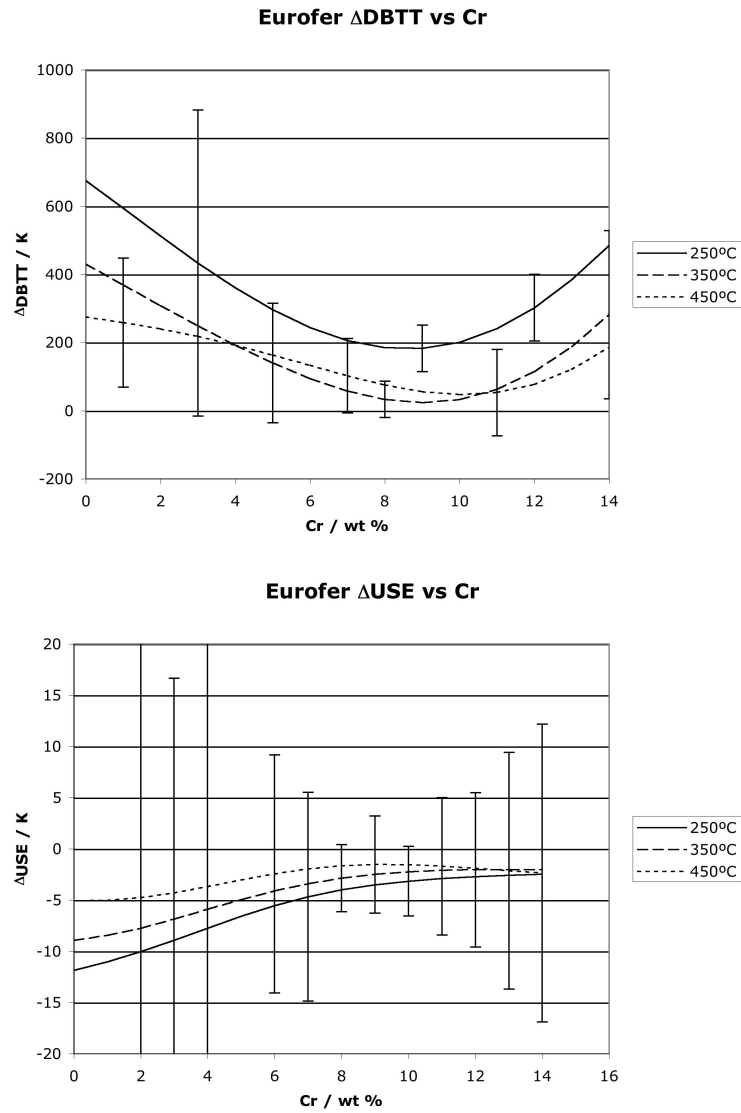 Eurofer ΔDBTT vs Cr
1000
800
600
400
200
0
-200
ΔDBTT / K
0 2 4 6 8 10 12 14
Cr / wt %
250ºC
350ºC
450ºC
Eurofer ΔUSE vs Cr
20
15
10
5
0
-5
-10
-15
-20
ΔUSE / K
0 2 4 6 8 10 12 14 16
Cr / wt %
250ºC
350ºC
450ºC